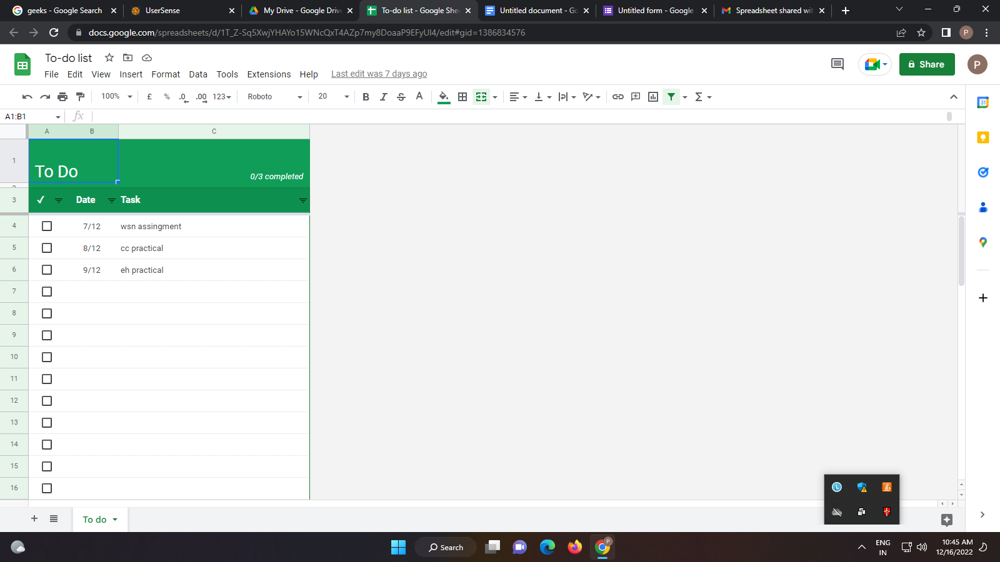 geeks - Google Search
UserSense
My Drive - Google Driv
To-do list - Google She
Untitled document - Go
Untitled form - Google
Spreadsheet shared wit
docs.google.com/spreadsheets/d/1T_Z-Sq5XwjYHAYo15WNcQxT4AZp7my8DoaaP9EFyUI4/edit#gid=1386834576
P
To-do list
File Edit View Insert Format Data Tools Extensions Help Last edit was 7 days ago
Share
P
100% £ % .0 .00 123 Roboto 20 B I S A
A1:B1 fx
A B C
1 To Do 0/3 completed
3 ✓ Date Task
4 7/12 wsn assingment
5 8/12 cc practical
6 9/12 eh practical
7
8
9
10
11
12
13
14
15
16
31
To do
Search
P
ENG
IN
10:45 AM
12/16/2022